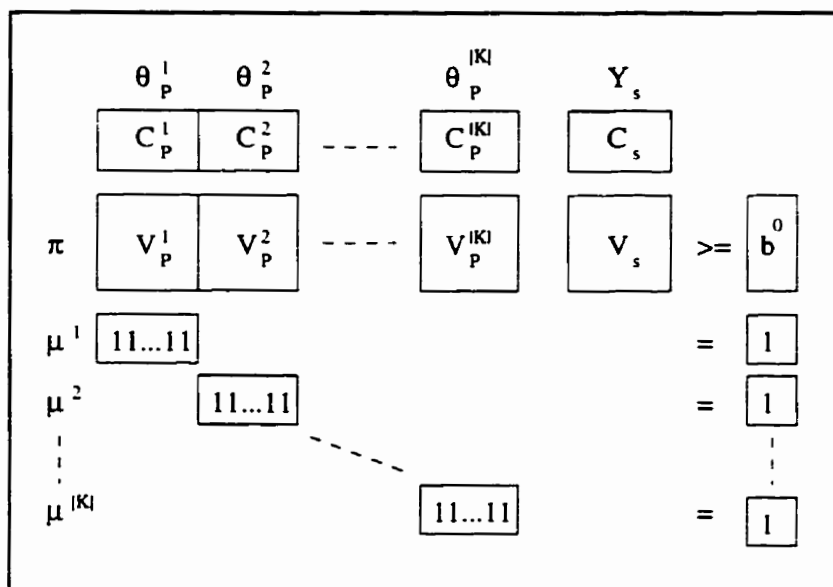 θ_P^1 θ_P^2 θ_P^|K| Y_s
C_P^1 C_P^2 ---- C_P^|K| C_s
π V_P^1 V_P^2 ---- V_P^|K| V_s >= b^0
μ^1 11...11 = 1
μ^2 11...11 = 1
μ^|K| 11...11 = 1